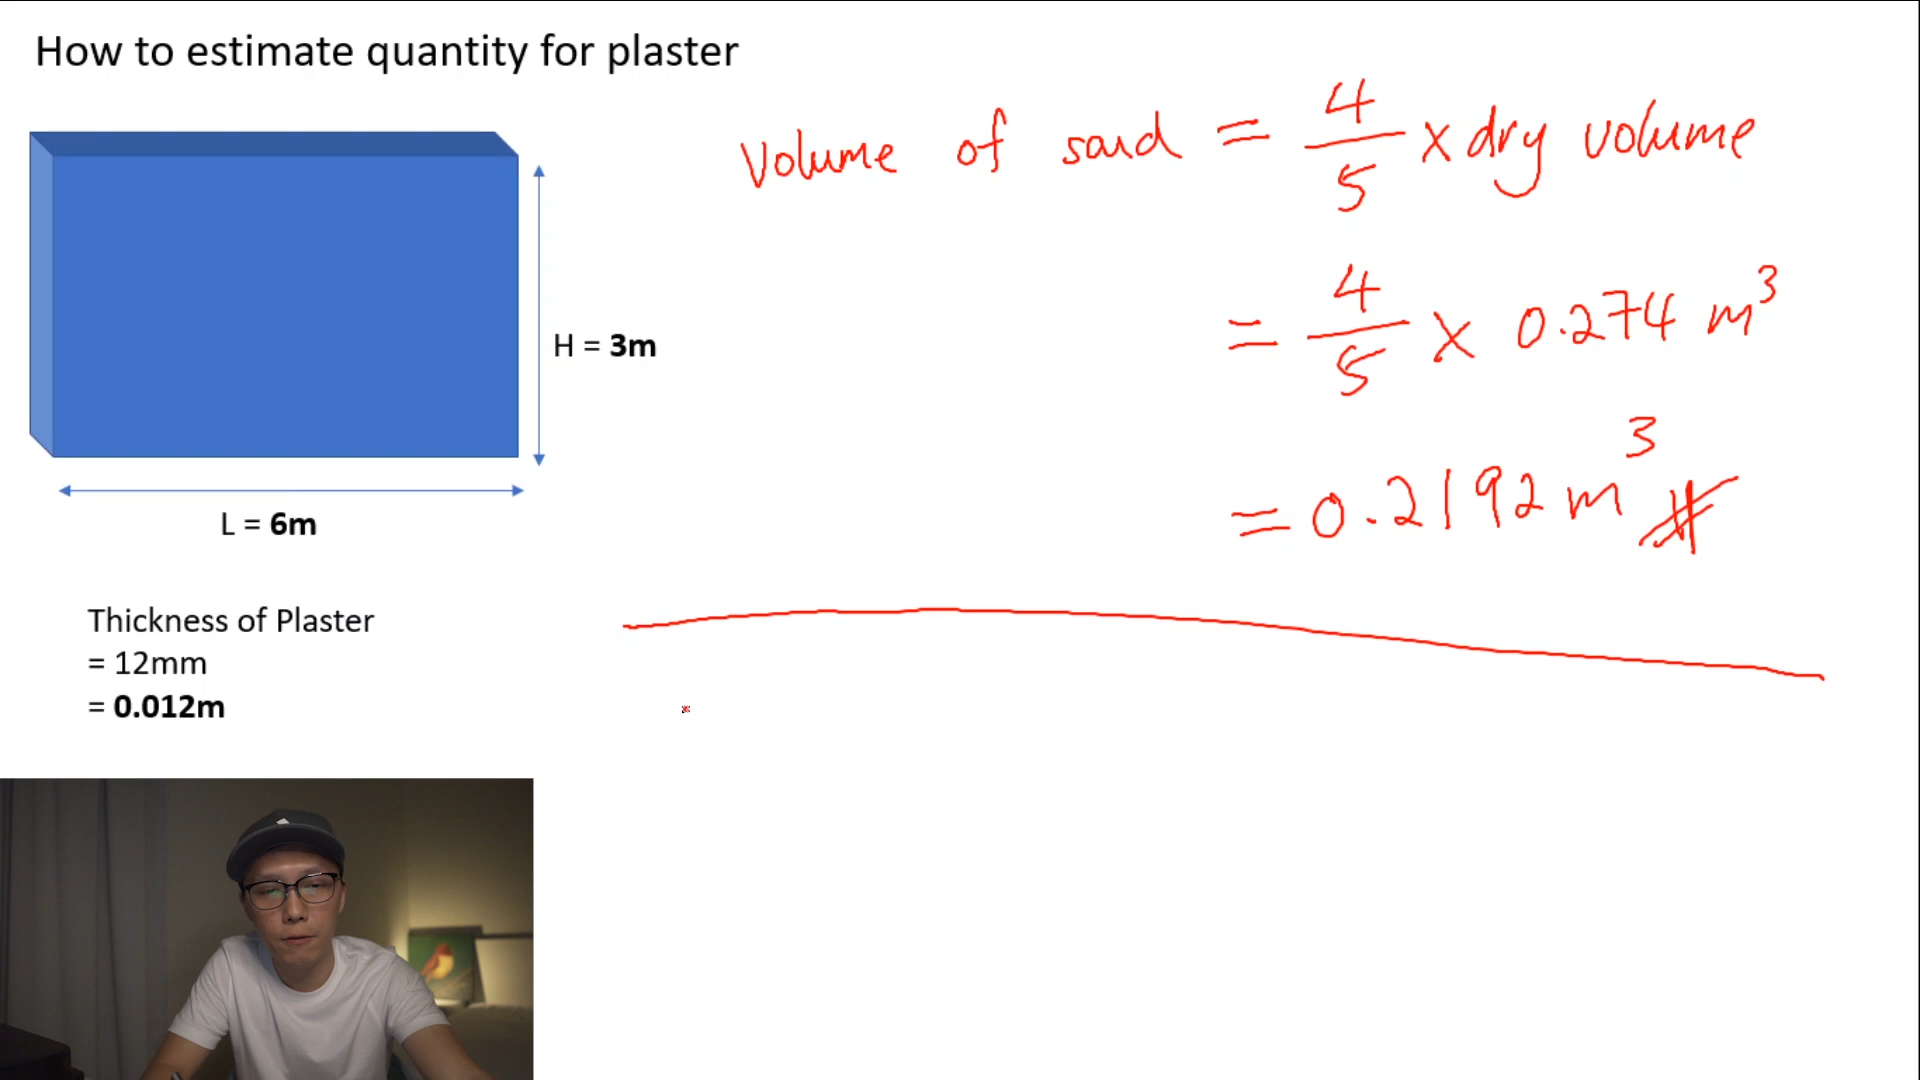 How to estimate quantity for plaster
Volume of sand = 4/5 x dry volume
= 4/5 x 0.274 m³
= 0.2192 m³ #
H = 3m
L = 6m
Thickness of Plaster
= 12mm
= 0.012m